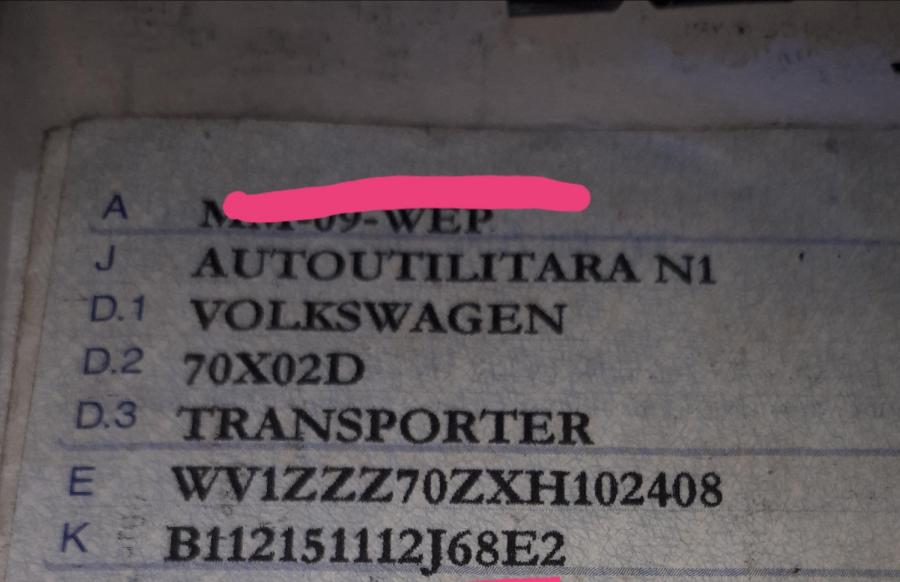 A
J AUTOUTILITARA N1
D.1 VOLKSWAGEN
D.2 70X02D
D.3 TRANSPORTER
E WV1ZZZ70ZXH102408
K B112151112J68E2